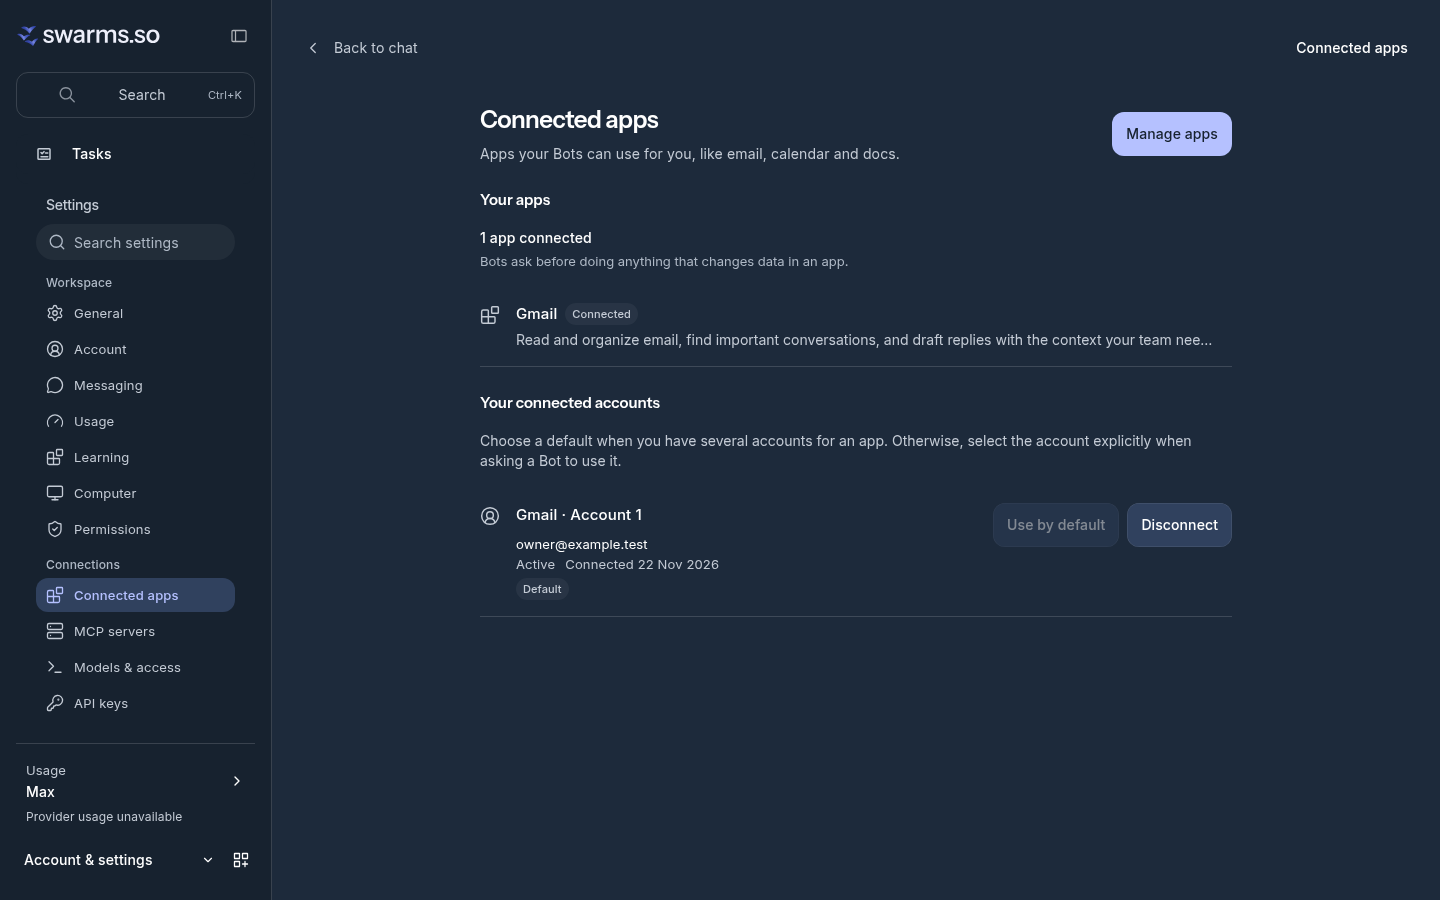 swarms.so
Search
Ctrl+K
Tasks
Settings
Search settings
Workspace
General
Account
Messaging
Usage
Learning
Computer
Permissions
Connections
Connected apps
MCP servers
Models & access
API keys
Usage
Max
Provider usage unavailable
Account & settings
Back to chat
Connected apps
Connected apps
Apps your Bots can use for you, like email, calendar and docs.
Manage apps
Your apps
1 app connected
Bots ask before doing anything that changes data in an app.
Gmail
Connected
Read and organize email, find important conversations, and draft replies with the context your team nee...
Your connected accounts
Choose a default when you have several accounts for an app. Otherwise, select the account explicitly when
asking a Bot to use it.
Gmail · Account 1
owner@example.test
Active Connected 22 Nov 2026
Default
Use by default
Disconnect